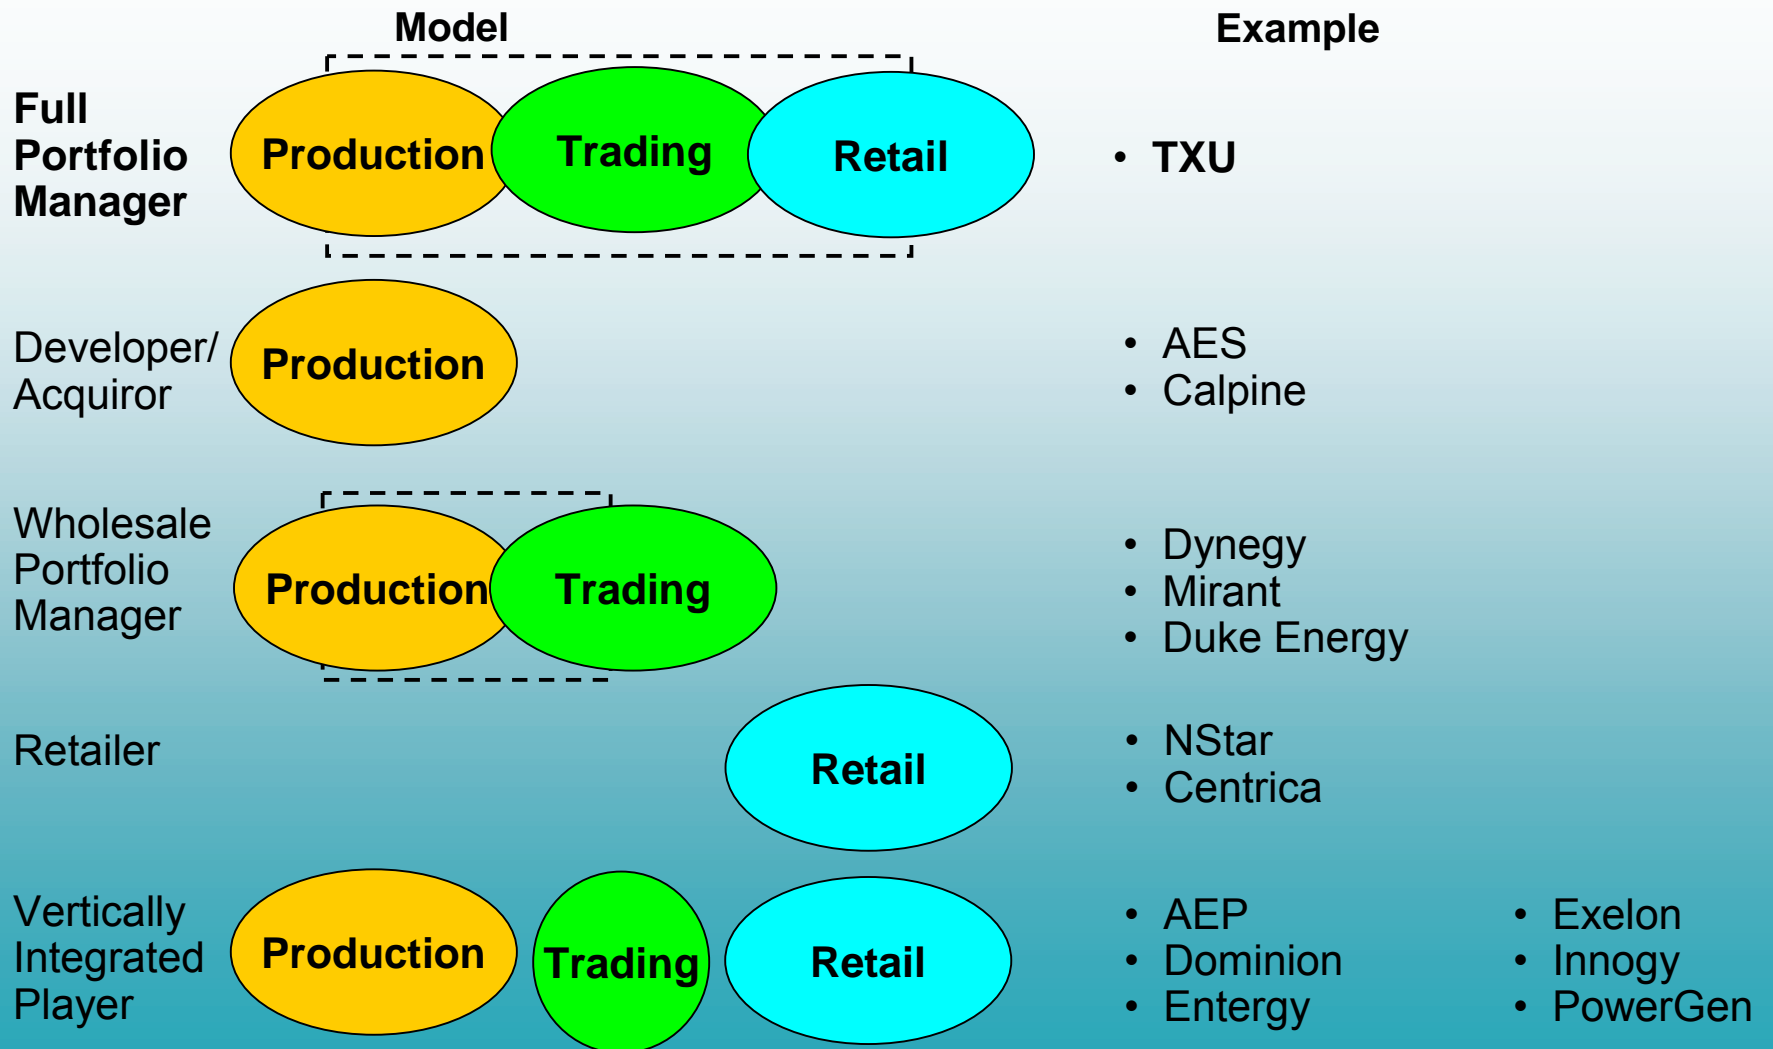 Model
Example
Full
Portfolio
Manager
Production
Trading
Retail
• TXU
Developer/
Acquiror
Production
• AES
• Calpine
Wholesale
Portfolio
Manager
Production
Trading
• Dynegy
• Mirant
• Duke Energy
Retailer
Retail
• NStar
• Centrica
Vertically
Integrated
Player
Production
Trading
Retail
• AEP
• Dominion
• Entergy
• Exelon
• Innogy
• PowerGen